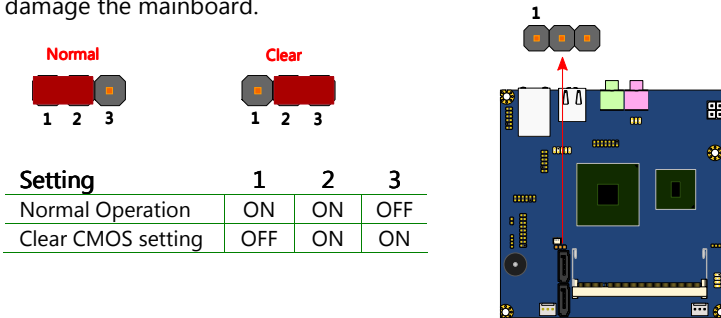 damage the mainboard.
Normal Clear
1 2 3 1 2 3
1
Setting 1 2 3
Normal Operation ON ON OFF
Clear CMOS setting OFF ON ON